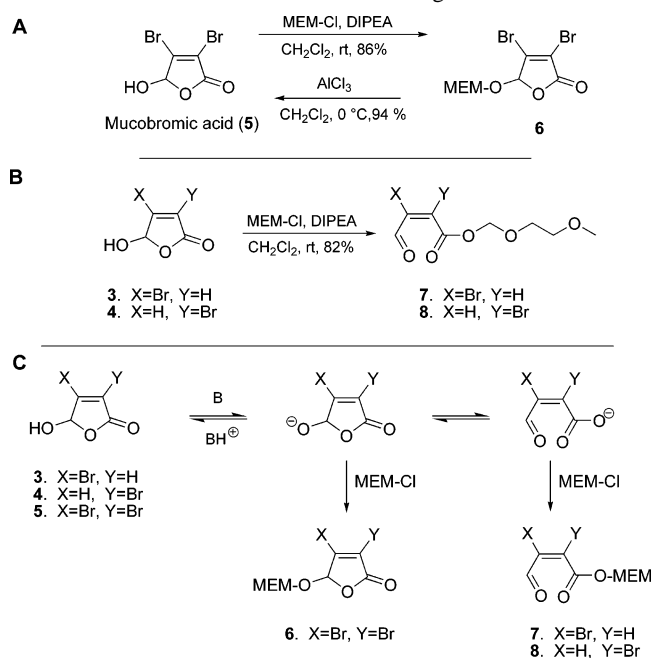 A
Br
Br
HO
O
O
Mucobromic acid (5)
MEM-Cl, DIPEA
CH2Cl2, rt, 86%
AlCl3
CH2Cl2, 0 °C,94 %
Br
Br
MEM-O
O
O
6
B
X
Y
HO
O
O
3. X=Br, Y=H
4. X=H, Y=Br
MEM-Cl, DIPEA
CH2Cl2, rt, 82%
X
Y
O
O
O
O
O
7. X=Br, Y=H
8. X=H, Y=Br
C
X
Y
HO
O
O
3. X=Br, Y=H
4. X=H, Y=Br
5. X=Br, Y=Br
B
BH⊕
X
Y
⊖O
O
O
X
Y
O
O
O⊖
MEM-Cl
MEM-Cl
X
Y
MEM-O
O
O
6. X=Br, Y=Br
X
Y
O
O
O-MEM
7. X=Br, Y=H
8. X=H, Y=Br